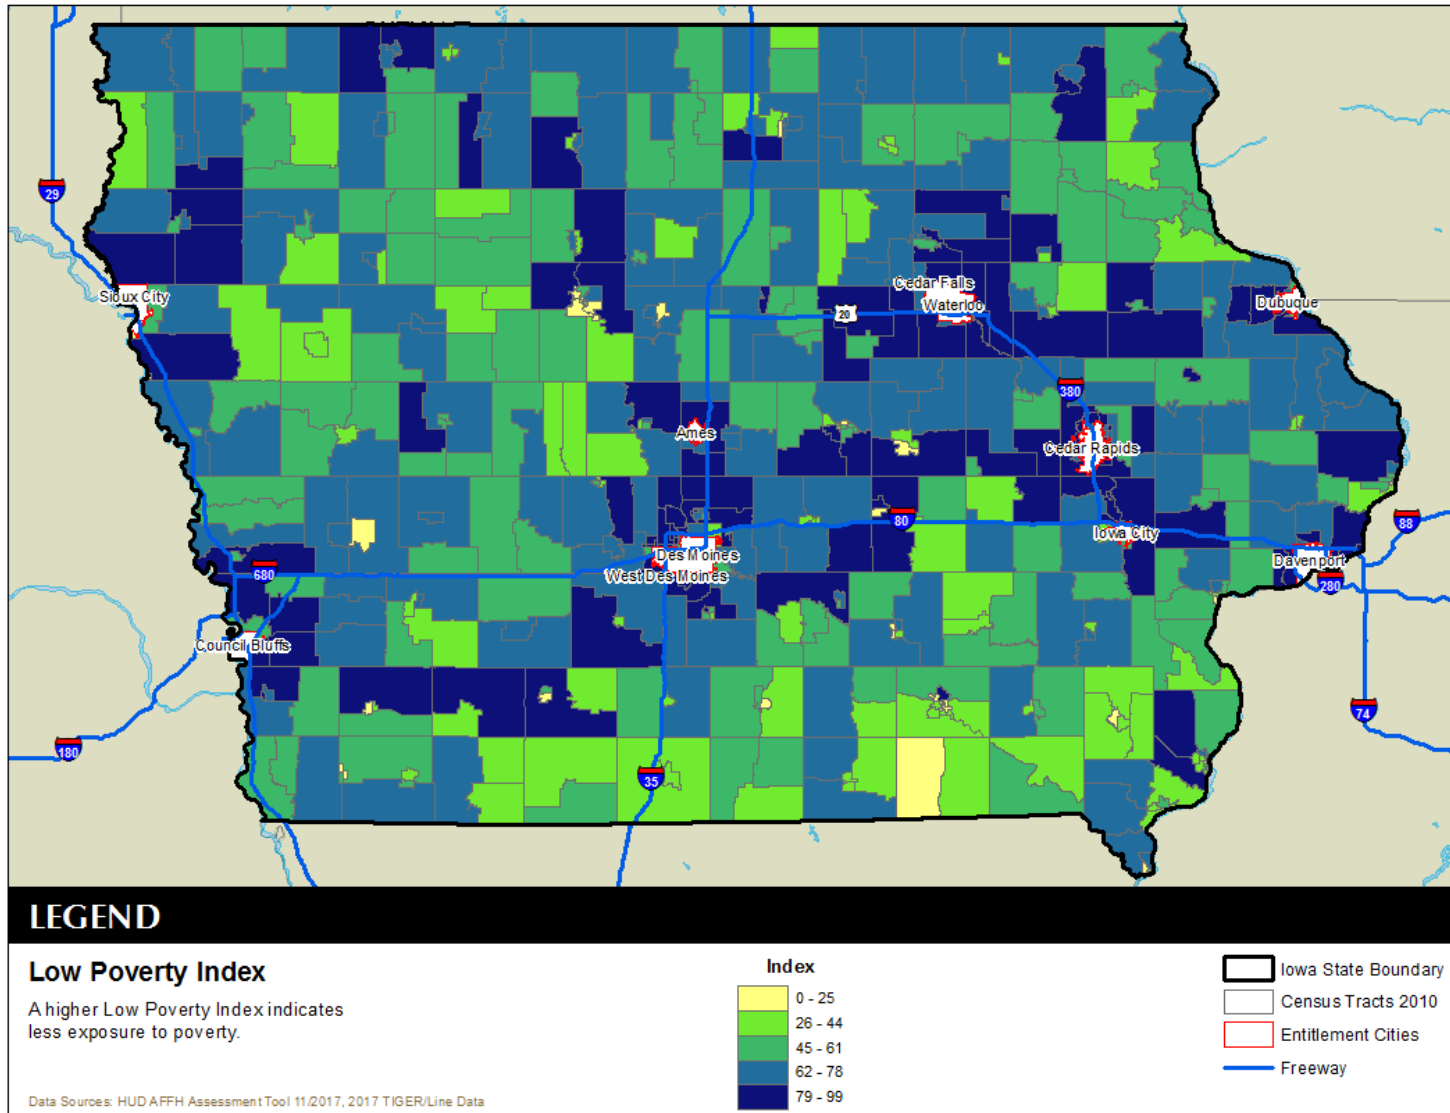 29
Sioux City
Cedar Falls
Waterloo
20
Dubuque
380
Ames
Cedar Rapids
80
Iowa City
88
Des Moines
West Des Moines
Davenport
280
680
Council Bluffs
180
35
74
LEGEND
Low Poverty Index
A higher Low Poverty Index indicates
less exposure to poverty.
Data Sources: HUD AFFH Assessment Tool 11/2017, 2017 TIGER/Line Data
Index
0 - 25
26 - 44
45 - 61
62 - 78
79 - 99
Iowa State Boundary
Census Tracts 2010
Entitlement Cities
Freeway